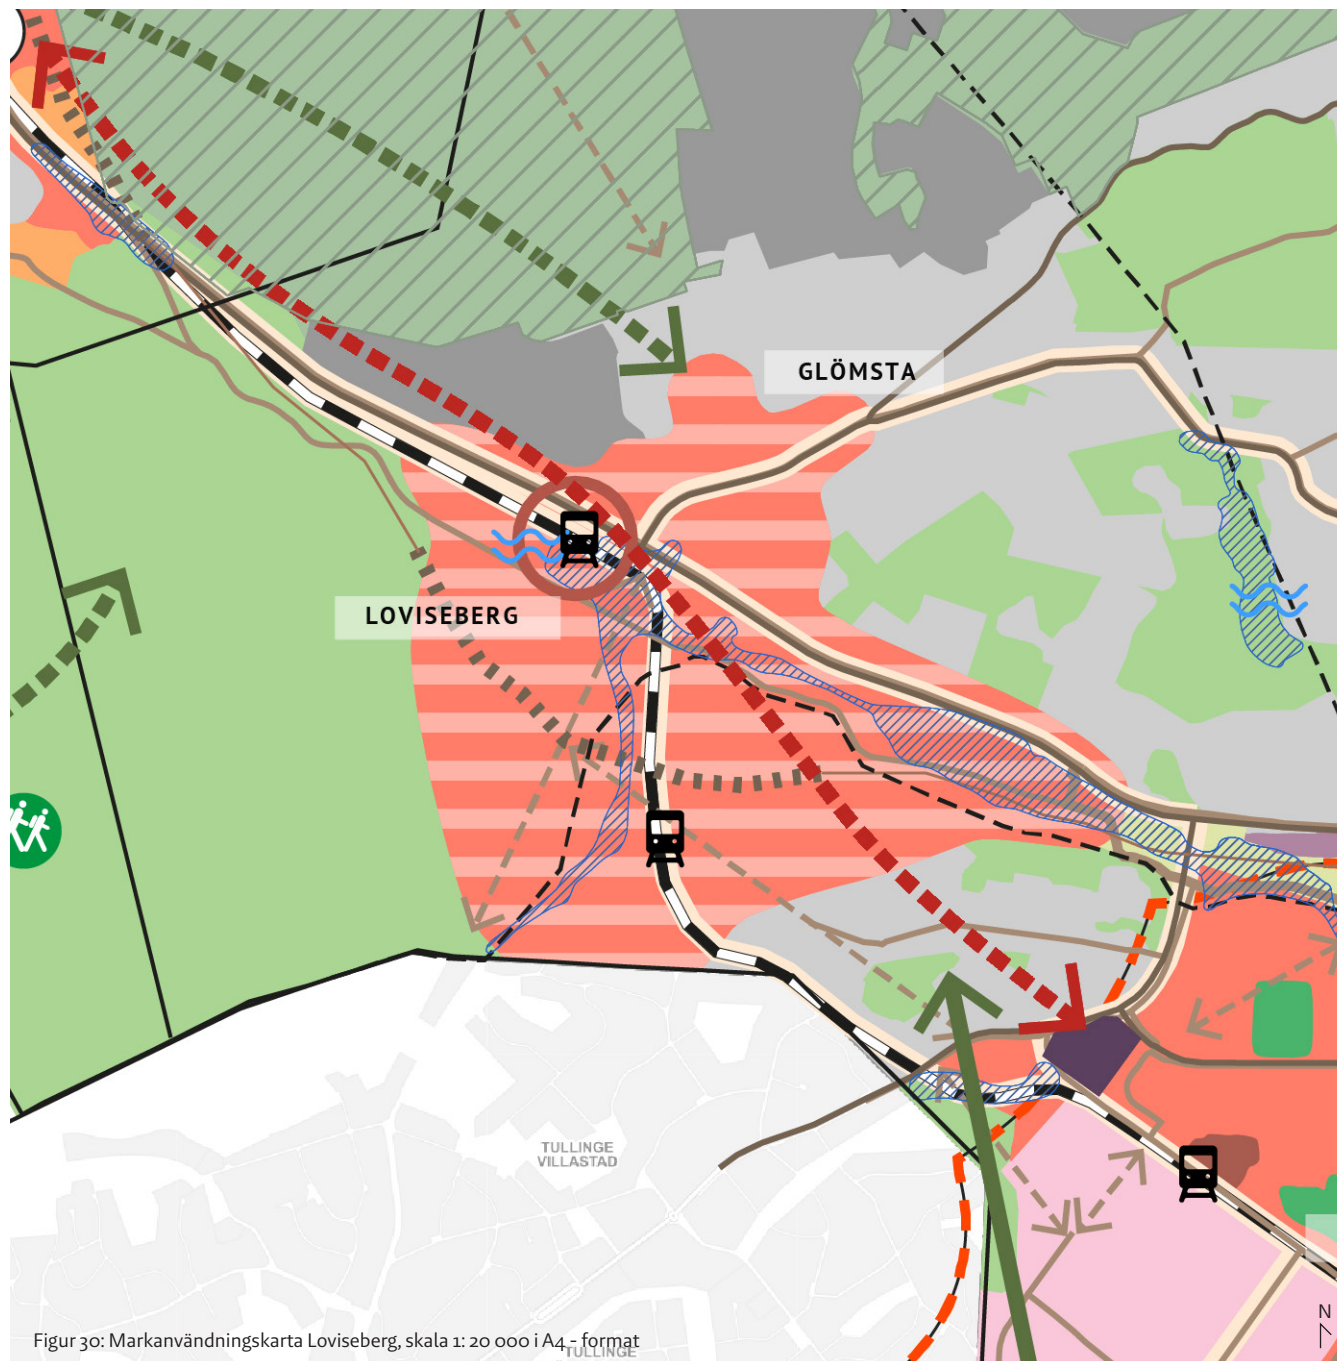 GLÖMSTA
LOVISEBERG
TULLINGE
VILLASTAD
N
Figur 30: Markanvändningskarta Loviseberg, skala 1: 20 000 i A4 - format
TULLINGE